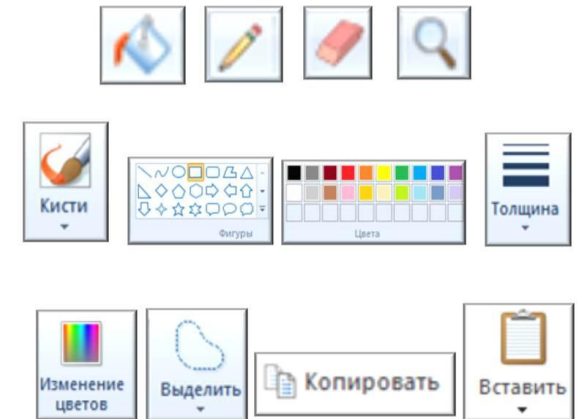 Кисти
Фигуры
Цвета
Толщина
Изменение
цветов
Выделить
Копировать
Вставить